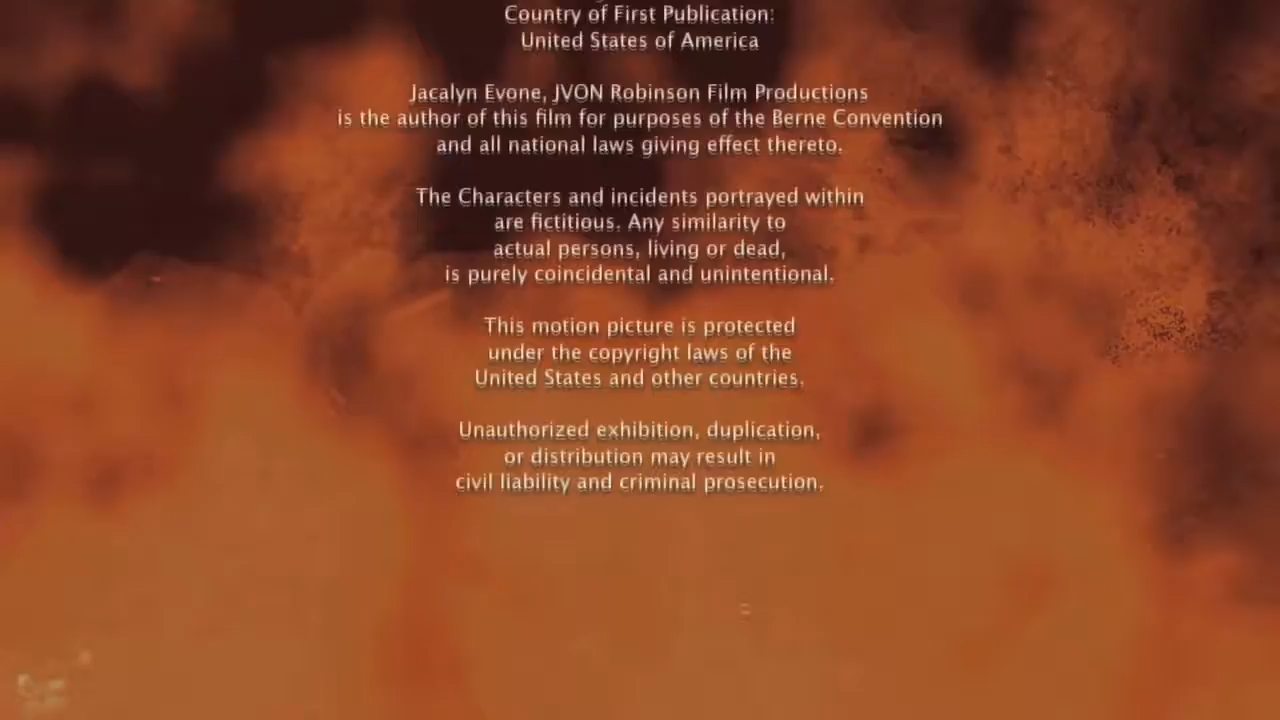 Country of First Publication:
United States of America
Jacalyn Evone, JVON Robinson Film Productions
is the author of this film for purposes of the Berne Convention
and all national laws giving effect thereto.
The Characters and incidents portrayed within
are fictitious. Any similarity to
actual persons, living or dead,
is purely coincidental and unintentional.
This motion picture is protected
under the copyright laws of the
United States and other countries.
Unauthorized exhibition, duplication,
or distribution may result in
civil liability and criminal prosecution.